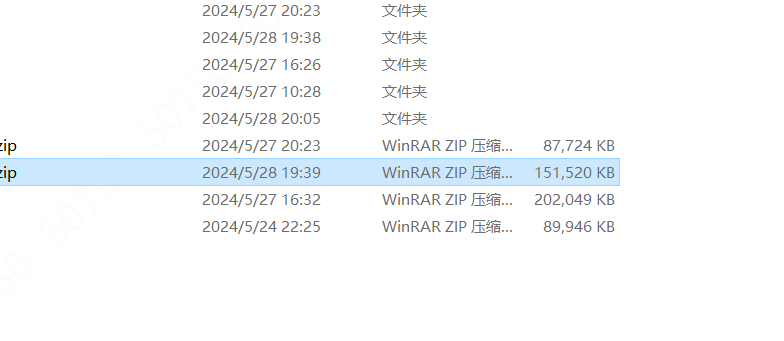 2024/5/27 20:23 文件夹
2024/5/28 19:38 文件夹
2024/5/27 16:26 文件夹
2024/5/27 10:28 文件夹
2024/5/28 20:05 文件夹
zip 2024/5/27 20:23 WinRAR ZIP 压缩... 87,724 KB
zip 2024/5/28 19:39 WinRAR ZIP 压缩... 151,520 KB
2024/5/27 16:32 WinRAR ZIP 压缩... 202,049 KB
2024/5/24 22:25 WinRAR ZIP 压缩... 89,946 KB